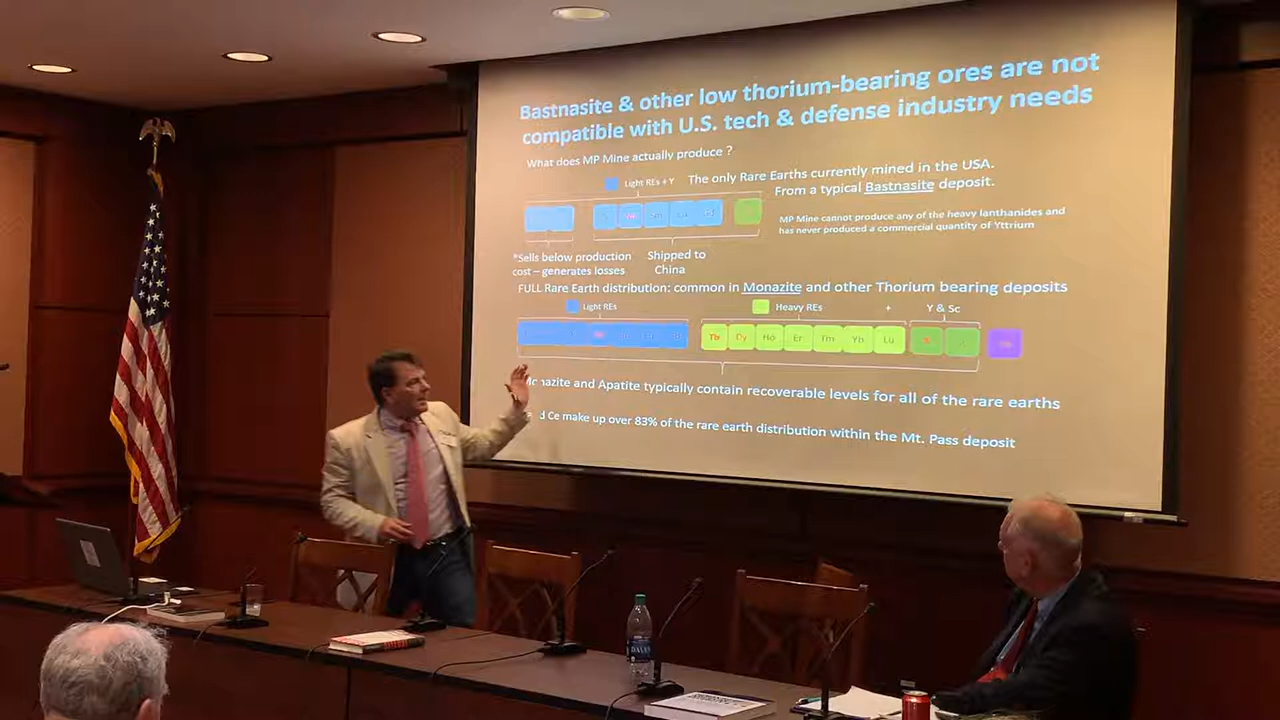 Bastnasite & other low thorium-bearing ores are not
compatible with U.S. tech & defense industry needs
What does MP Mine actually produce ?
Light REs + Y
The only Rare Earths currently mined in the USA.
From a typical Bastnasite deposit.
MP Mine cannot produce any of the heavy lanthanides and
has never produced a commercial quantity of Yttrium
*Sells below production
cost – generates losses
Shipped to
China
FULL Rare Earth distribution: common in Monazite and other Thorium bearing deposits
Light REs
Heavy REs
+
Y & Sc
Tb Dy Ho Er Tm Yb Lu
nazite and Apatite typically contain recoverable levels for all of the rare earths
d Ce make up over 83% of the rare earth distribution within the Mt. Pass deposit